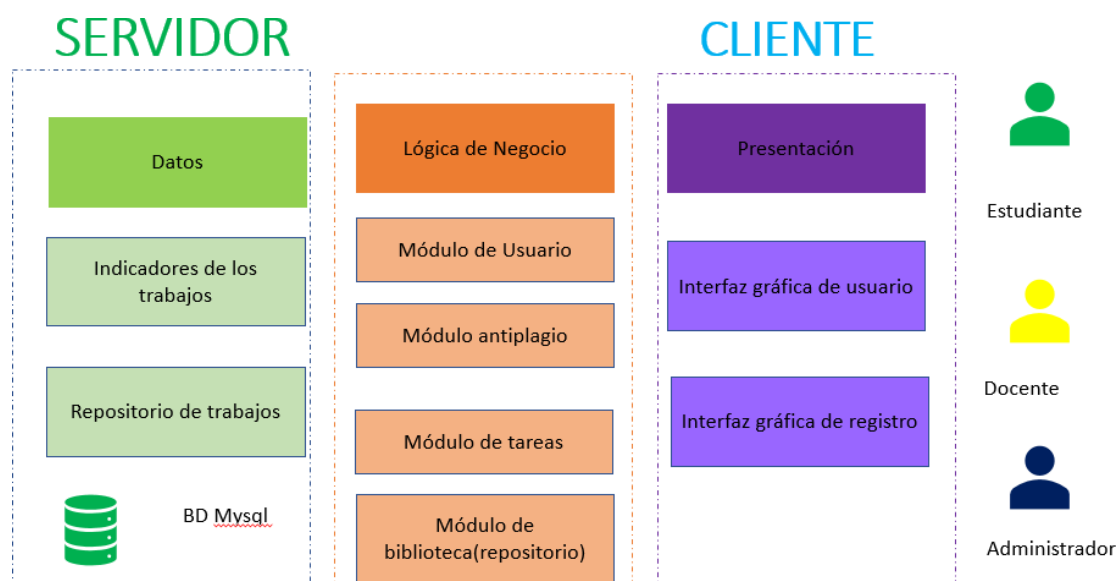 SERVIDOR
CLIENTE
Datos
Indicadores de los
trabajos
Repositorio de trabajos
BD Mysql
Lógica de Negocio
Módulo de Usuario
Módulo antiplagio
Módulo de tareas
Módulo de
biblioteca(repositorio)
Presentación
Interfaz gráfica de usuario
Interfaz gráfica de registro
Estudiante
Docente
Administrador